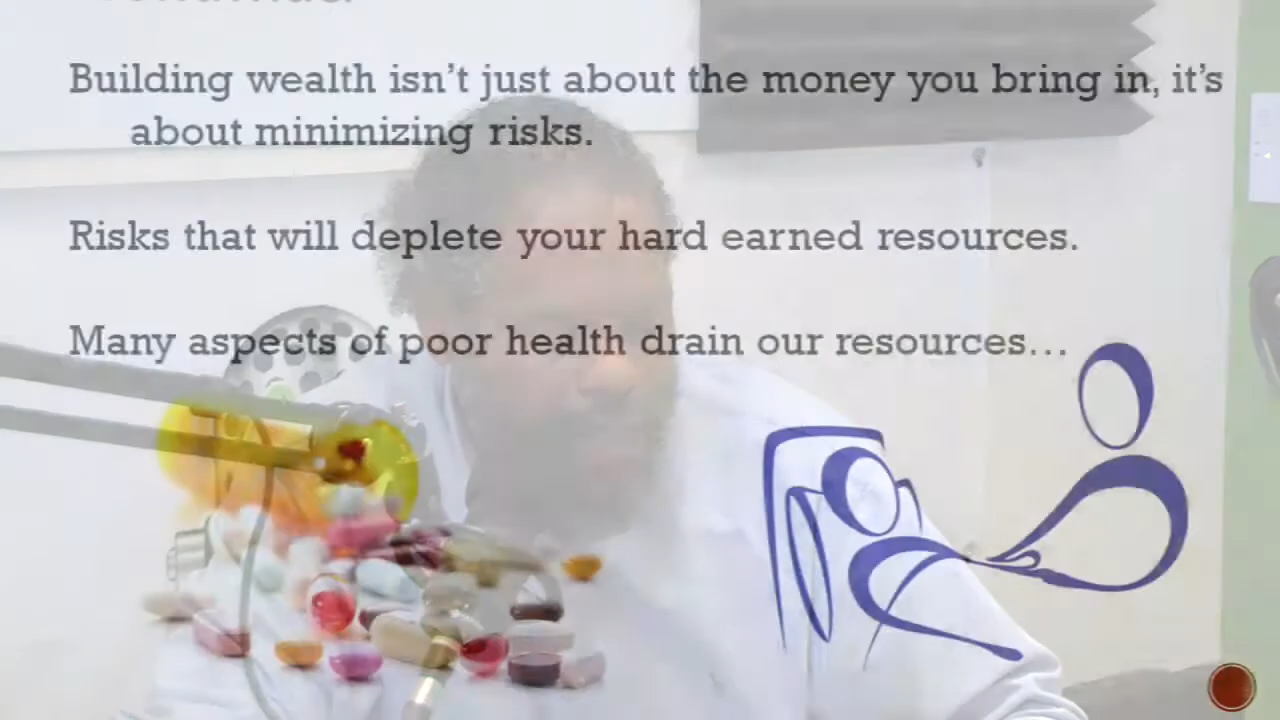 Building wealth isn't just about the money you bring in, it's
about minimizing risks.
Risks that will deplete your hard earned resources.
Many aspects of poor health drain our resources…